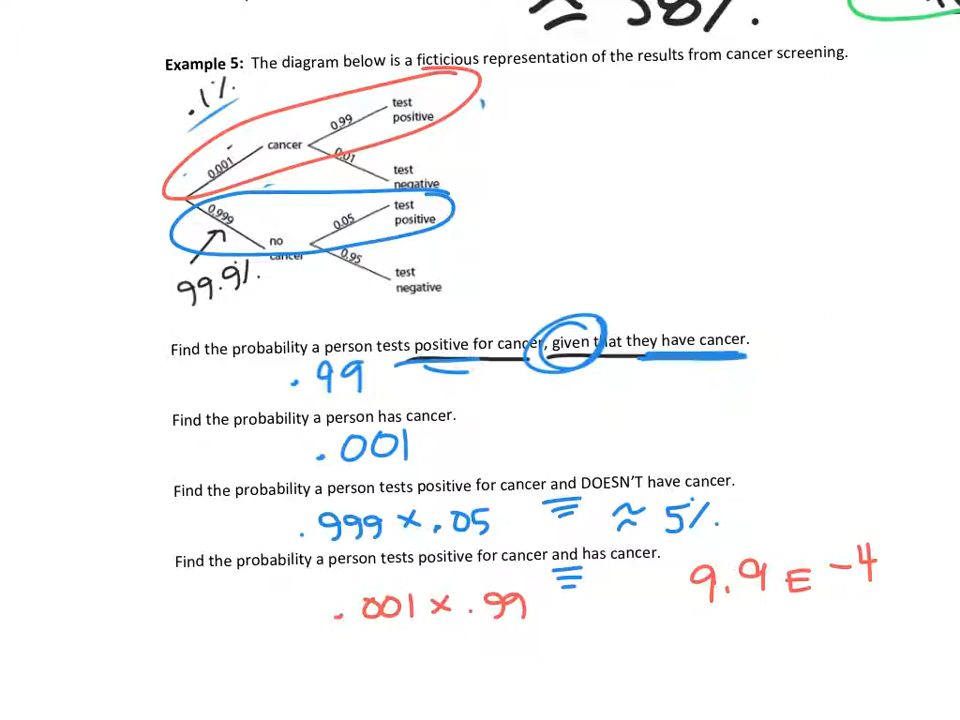 ≈ 38%.
Example 5: The diagram below is a ficticious representation of the results from cancer screening.
.1%
test
positive
0.99
cancer
0.001
0.01
test
negative
test
positive
0.999
0.05
no
cancer
0.95
99.9%.
test
negative
Find the probability a person tests positive for cancer, given that they have cancer.
.99
Find the probability a person has cancer.
.001
Find the probability a person tests positive for cancer and DOESN'T have cancer.
.999 × .05 ≈ 5%.
Find the probability a person tests positive for cancer and has cancer.
.001 × .99 9.9 E -4